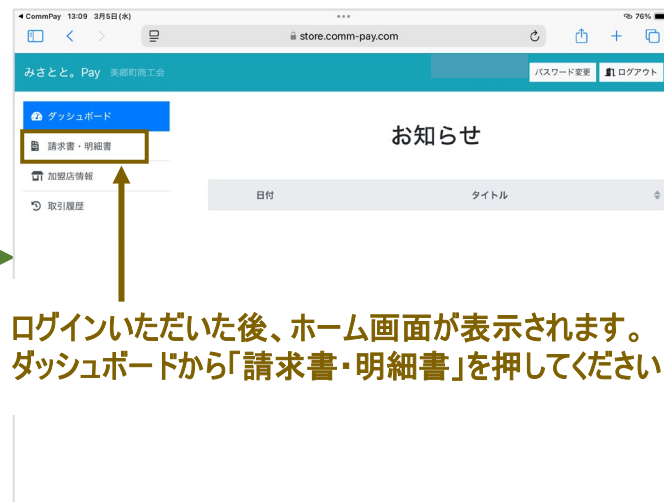 CommPay 13:09 3月5日(水)
76%
store.comm-pay.com
みさとと。Pay 美郷町商工会
パスワード変更 ログアウト
ダッシュボード
請求書・明細書
加盟店情報
取引履歴
お知らせ
日付 タイトル
ログインいただいた後、ホーム画面が表示されます。
ダッシュボードから「請求書・明細書」を押してください